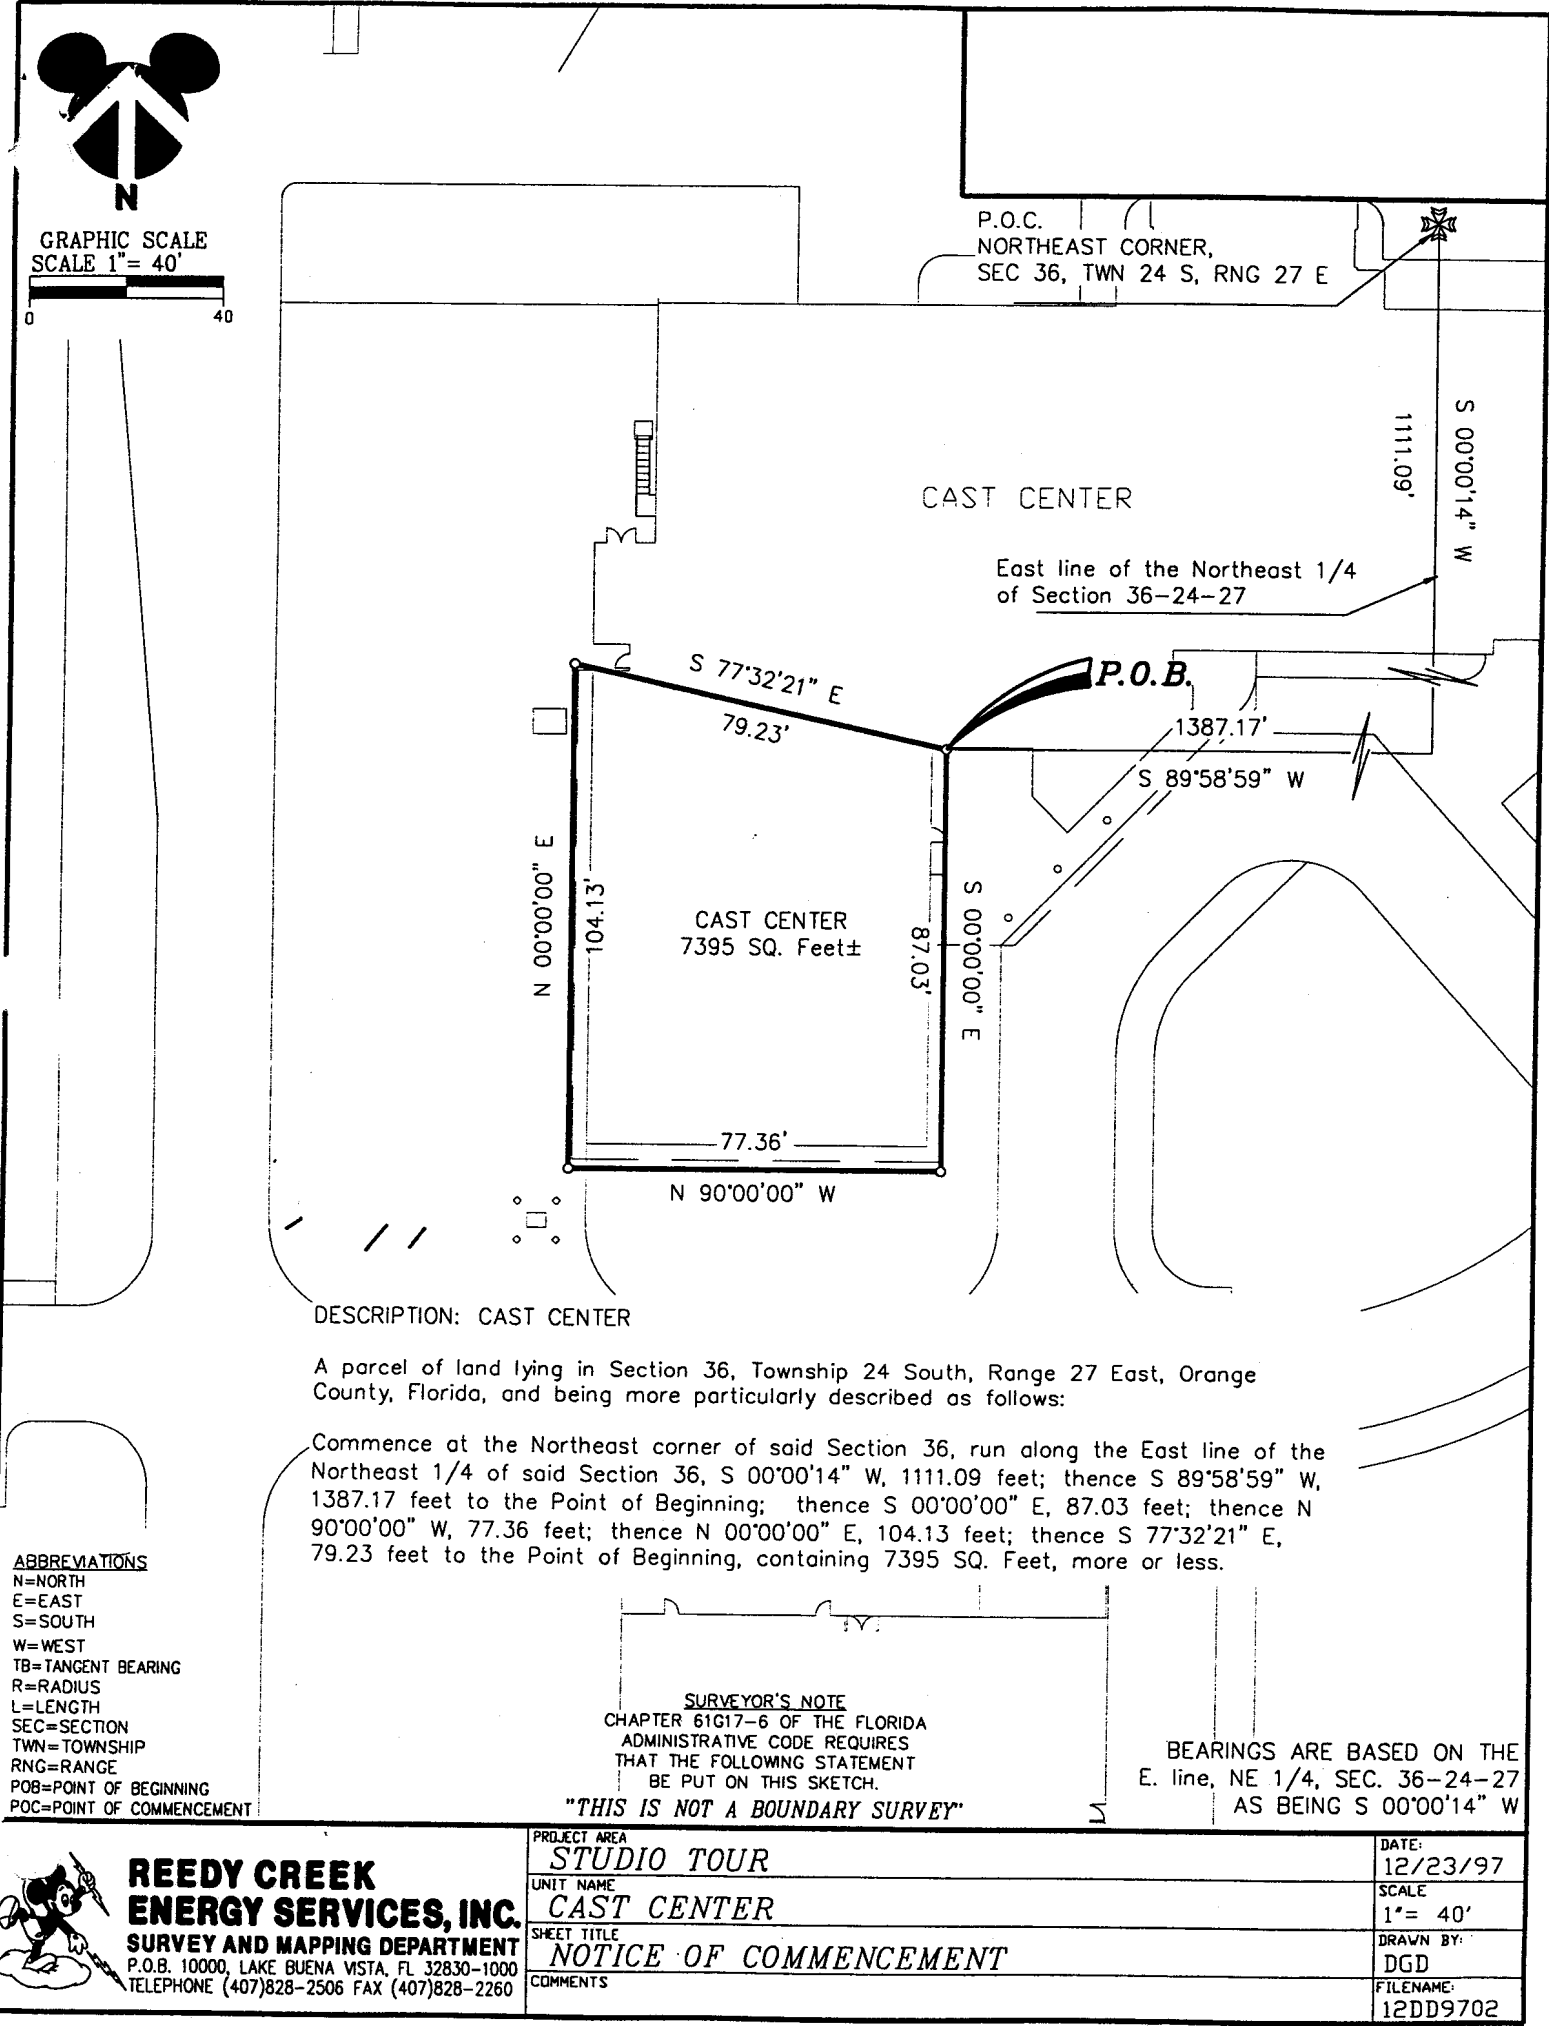 N
GRAPHIC SCALE
SCALE 1"= 40'
0 40
P.O.C.
NORTHEAST CORNER,
SEC 36, TWN 24 S, RNG 27 E
S 00°00'14" W
1111.09'
CAST CENTER
East line of the Northeast 1/4
of Section 36-24-27
S 77°32'21" E
79.23'
P.O.B.
1387.17'
S 89°58'59" W
N 00°00'00" E
104.13'
CAST CENTER
7395 SQ. Feet±
87.03'
S 00°00'00" E
77.36'
N 90°00'00" W
DESCRIPTION: CAST CENTER
A parcel of land lying in Section 36, Township 24 South, Range 27 East, Orange
County, Florida, and being more particularly described as follows:
Commence at the Northeast corner of said Section 36, run along the East line of the
Northeast 1/4 of said Section 36, S 00°00'14" W, 1111.09 feet; thence S 89°58'59" W,
1387.17 feet to the Point of Beginning; thence S 00°00'00" E, 87.03 feet; thence N
90°00'00" W, 77.36 feet; thence N 00°00'00" E, 104.13 feet; thence S 77°32'21" E,
79.23 feet to the Point of Beginning, containing 7395 SQ. Feet, more or less.
ABBREVIATIONS
N=NORTH
E=EAST
S=SOUTH
W=WEST
TB=TANGENT BEARING
R=RADIUS
L=LENGTH
SEC=SECTION
TWN=TOWNSHIP
RNG=RANGE
POB=POINT OF BEGINNING
POC=POINT OF COMMENCEMENT
SURVEYOR'S NOTE
CHAPTER 61G17-6 OF THE FLORIDA
ADMINISTRATIVE CODE REQUIRES
THAT THE FOLLOWING STATEMENT
BE PUT ON THIS SKETCH.
"THIS IS NOT A BOUNDARY SURVEY"
BEARINGS ARE BASED ON THE
E. line, NE 1/4, SEC. 36-24-27
AS BEING S 00°00'14" W
REEDY CREEK
ENERGY SERVICES, INC.
SURVEY AND MAPPING DEPARTMENT
P.O.B. 10000, LAKE BUENA VISTA, FL 32830-1000
TELEPHONE (407)828-2506 FAX (407)828-2260
PROJECT AREA
STUDIO TOUR
UNIT NAME
CAST CENTER
SHEET TITLE
NOTICE OF COMMENCEMENT
COMMENTS
DATE:
12/23/97
SCALE
1"= 40'
DRAWN BY:
DGD
FILENAME:
12DD9702